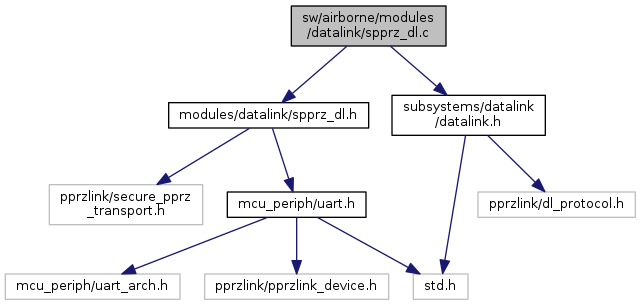 sw/airborne/modules
/datalink/spprz_dl.c
modules/datalink/spprz_dl.h
subsystems/datalink
/datalink.h
pprzlink/secure_pprz
_transport.h
mcu_periph/uart.h
pprzlink/dl_protocol.h
mcu_periph/uart_arch.h
pprzlink/pprzlink_device.h
std.h